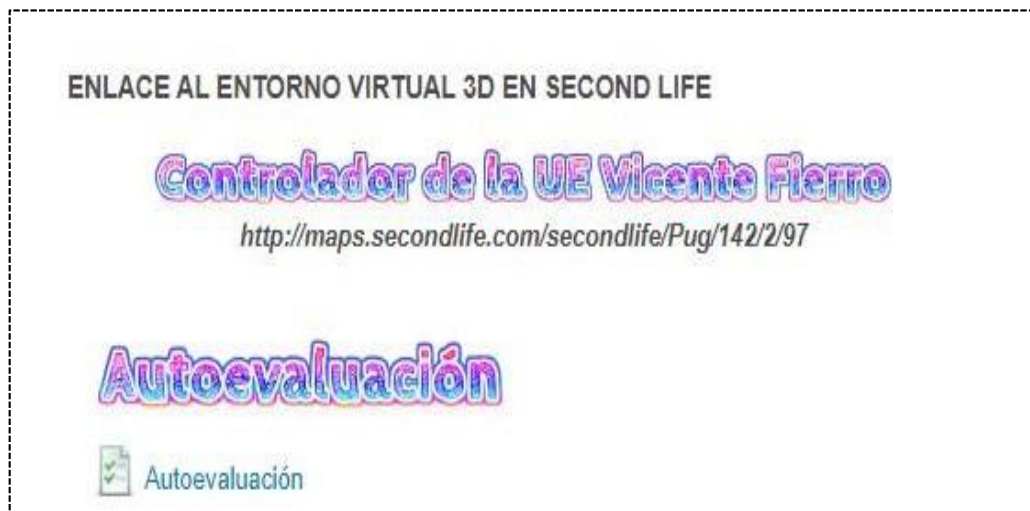 ENLACE AL ENTORNO VIRTUAL 3D EN SECOND LIFE
Controlador de la UE Vicente Fierro
http://maps.secondlife.com/secondlife/Pug/142/2/97
Autoevaluación
Autoevaluación